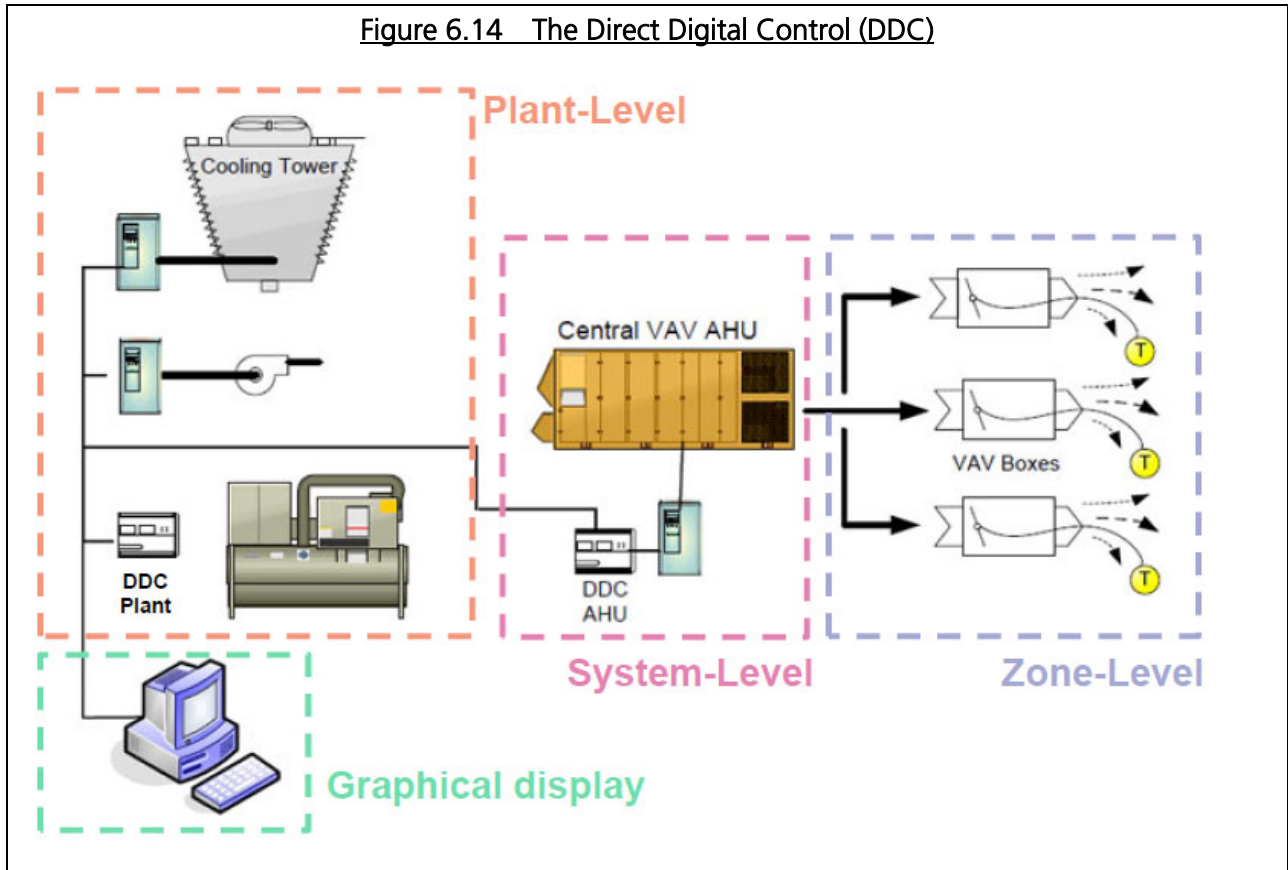 Figure 6.14 The Direct Digital Control (DDC)
Plant-Level
Cooling Tower
Central VAV AHU
T
T
VAV Boxes
T
DDC
Plant
DDC
AHU
System-Level
Zone-Level
Graphical display